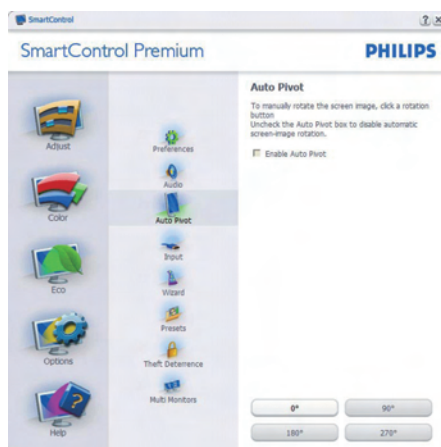 SmartControl
SmartControl Premium
PHILIPS
Adjust
Color
Eco
Options
Help
Preferences
Audio
Auto Pivot
Input
Wizard
Presets
Theft Deterrence
Multi Monitors
Auto Pivot
To manually rotate the screen image, click a rotation
button
Uncheck the Auto Pivot box to disable automatic
screen-image rotation.
Enable Auto Pivot
0°
90°
180°
270°